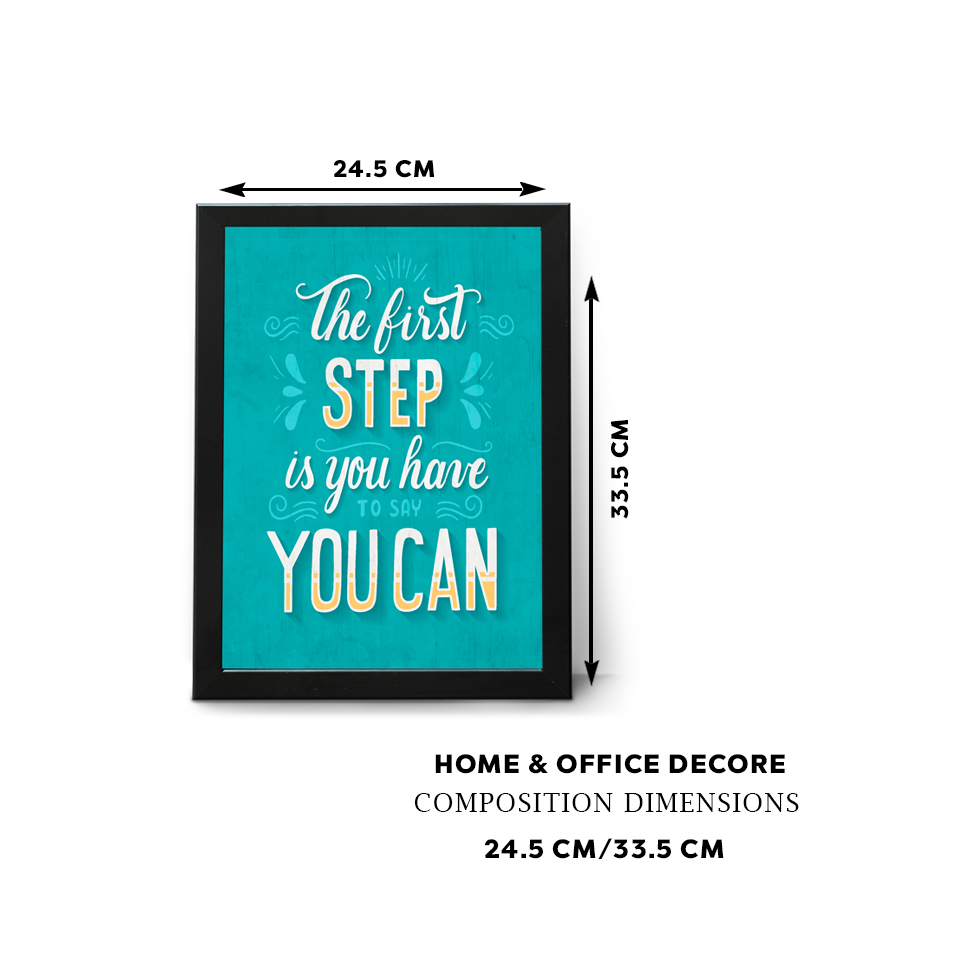 24.5 CM
The first
STEP
is you have
TO SAY
YOU CAN
33.5 CM
HOME & OFFICE DECORE
COMPOSITION DIMENSIONS
24.5 CM/33.5 CM